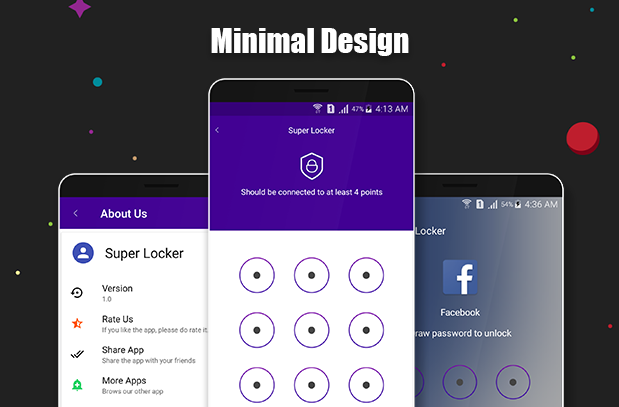 Minimal Design
47% 4:13 AM
Super Locker
Should be connected to at least 4 points
About Us
Super Locker
Version
1.0
Rate Us
If you like the app, please do rate it
Share App
Share the app with your friends
More Apps
Brows our other app
54% 4:36 AM
Locker
f
Facebook
raw password to unlock